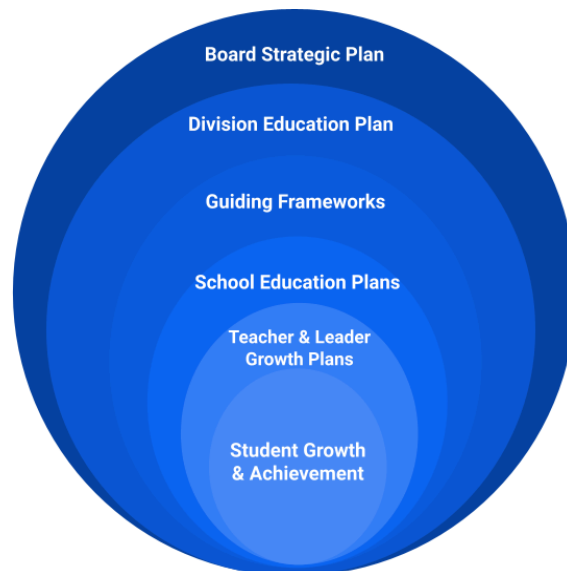 Board Strategic Plan
Division Education Plan
Guiding Frameworks
School Education Plans
Teacher & Leader
Growth Plans
Student Growth
& Achievement